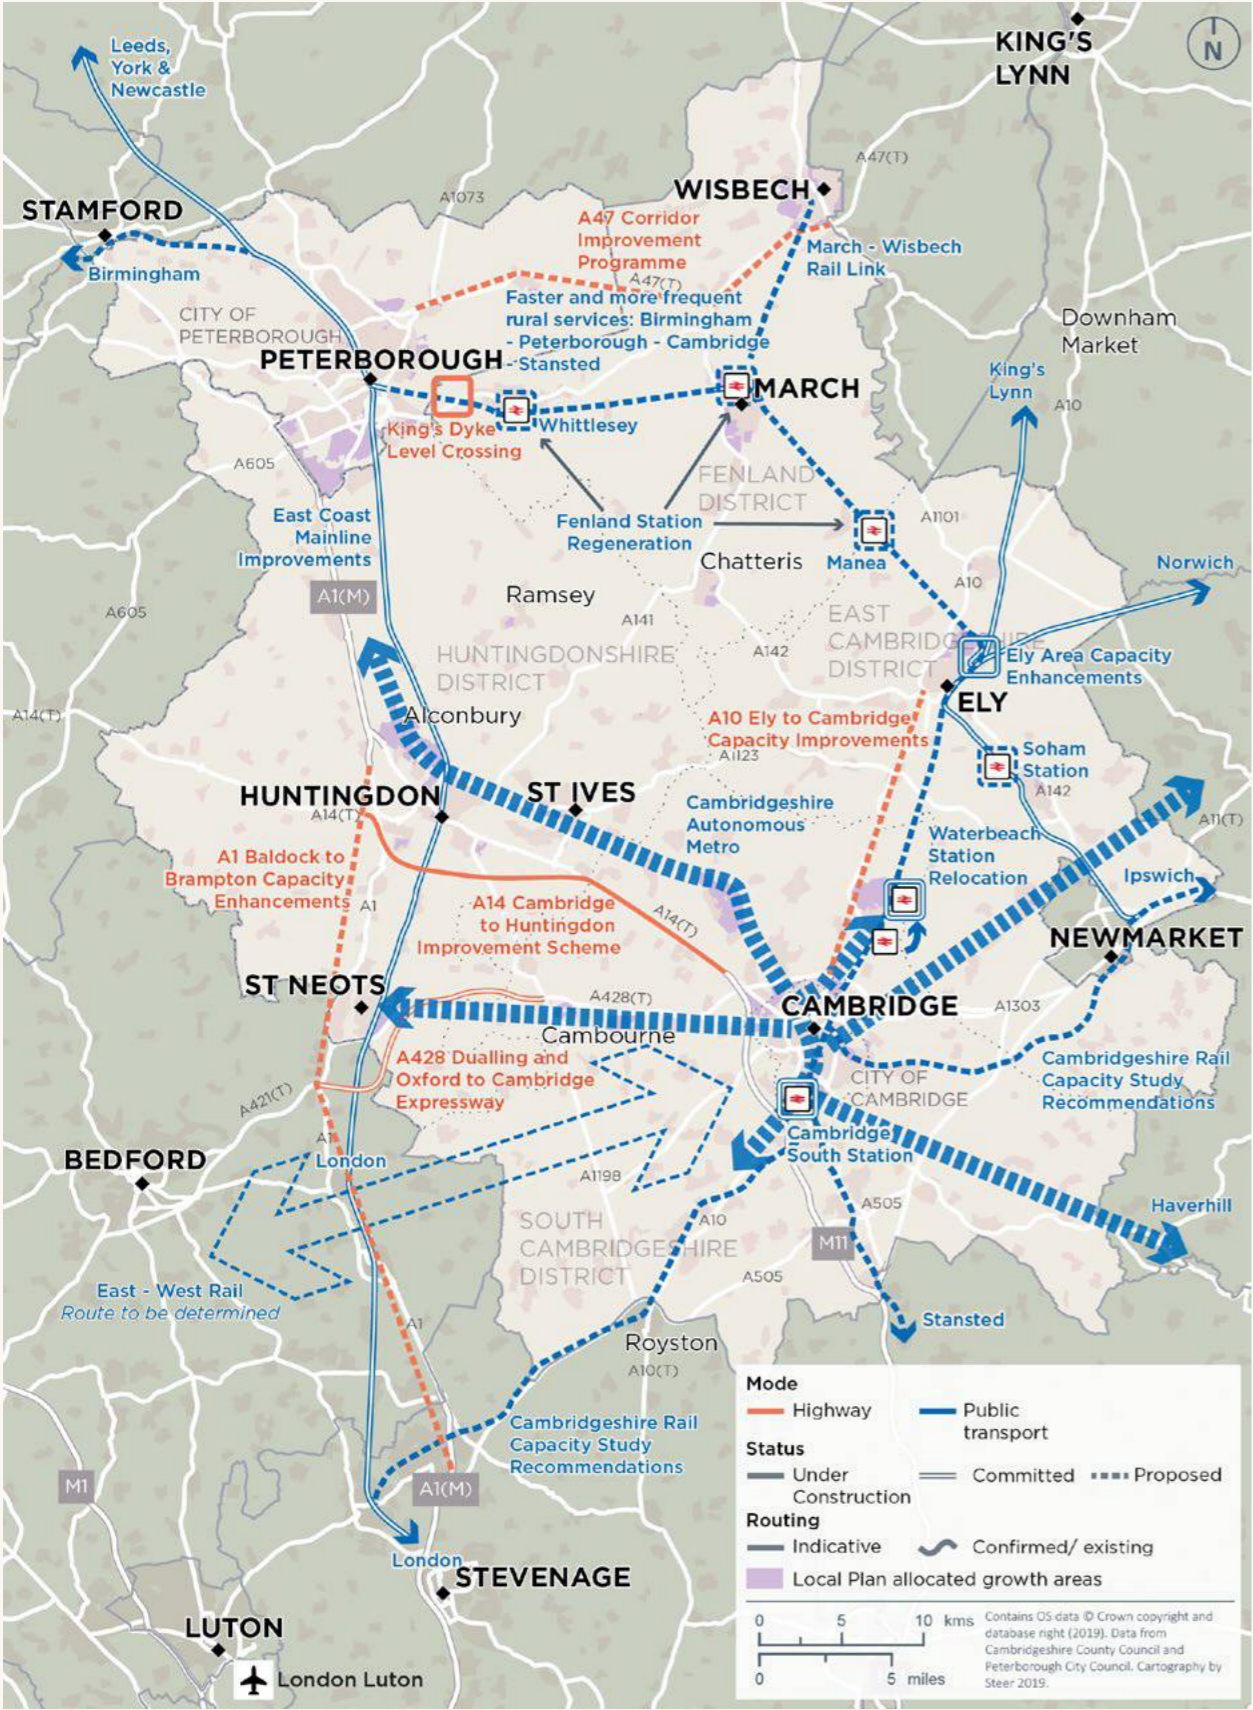 Leeds,
York &
Newcastle
KING'S
LYNN
N
A47(T)
WISBECH
STAMFORD
A1073
Birmingham
A47 Corridor
Improvement
Programme
A47(T)
March - Wisbech
Rail Link
CITY OF
PETERBOROUGH
Faster and more frequent
rural services: Birmingham
- Peterborough - Cambridge
- Stansted
Downham
Market
PETERBOROUGH
King's
Lynn
A10
MARCH
King's Dyke
Level Crossing
Whittlesey
A605
FENLAND
DISTRICT
East Coast
Mainline
Improvements
Fenland Station
Regeneration
A1101
Chatteris
Manea
Norwich
A10
A1(M)
Ramsey
A605
A141
EAST
CAMBRIDGESHIRE
DISTRICT
HUNTINGDONSHIRE
DISTRICT
A142
Ely Area Capacity
Enhancements
ELY
A14(T)
Alconbury
A10 Ely to Cambridge
Capacity Improvements
A1123
Soham
Station
A142
HUNTINGDON
A14(T)
ST IVES
Cambridgeshire
Autonomous
Metro
A11(T)
Waterbeach
Station
Relocation
A1 Baldock to
Brampton Capacity
Enhancements
A1
Ipswich
A14 Cambridge
to Huntingdon
Improvement Scheme
A14(T)
NEWMARKET
ST NEOTS
A428(T)
CAMBRIDGE
A1303
Cambourne
A428 Dualling and
Oxford to Cambridge
Expressway
CITY OF
CAMBRIDGE
Cambridgeshire Rail
Capacity Study
Recommendations
A421(T)
A1
Cambridge
South Station
BEDFORD
London
A1198
A505
Haverhill
A10
SOUTH
CAMBRIDGESHIRE
DISTRICT
M11
A505
East - West Rail
Route to be determined
A1
Stansted
Royston
A10(T)
Cambridgeshire Rail
Capacity Study
Recommendations
M1
A1(M)
London
STEVENAGE
LUTON
London Luton
Mode
Highway
Public
transport
Status
Under
Construction
Committed
Proposed
Routing
Indicative
Confirmed/ existing
Local Plan allocated growth areas
0 5 10 kms
0 5 miles
Contains OS data © Crown copyright and
database right (2019). Data from
Cambridgeshire County Council and
Peterborough City Council. Cartography by
Steer 2019.